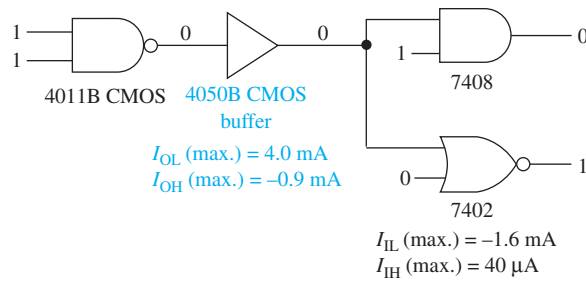 1
1
0
0
1
0
4011B CMOS
4050B CMOS
buffer
I_OL (max.) = 4.0 mA
I_OH (max.) = –0.9 mA
7408
0
1
7402
I_IL (max.) = –1.6 mA
I_IH (max.) = 40 μA